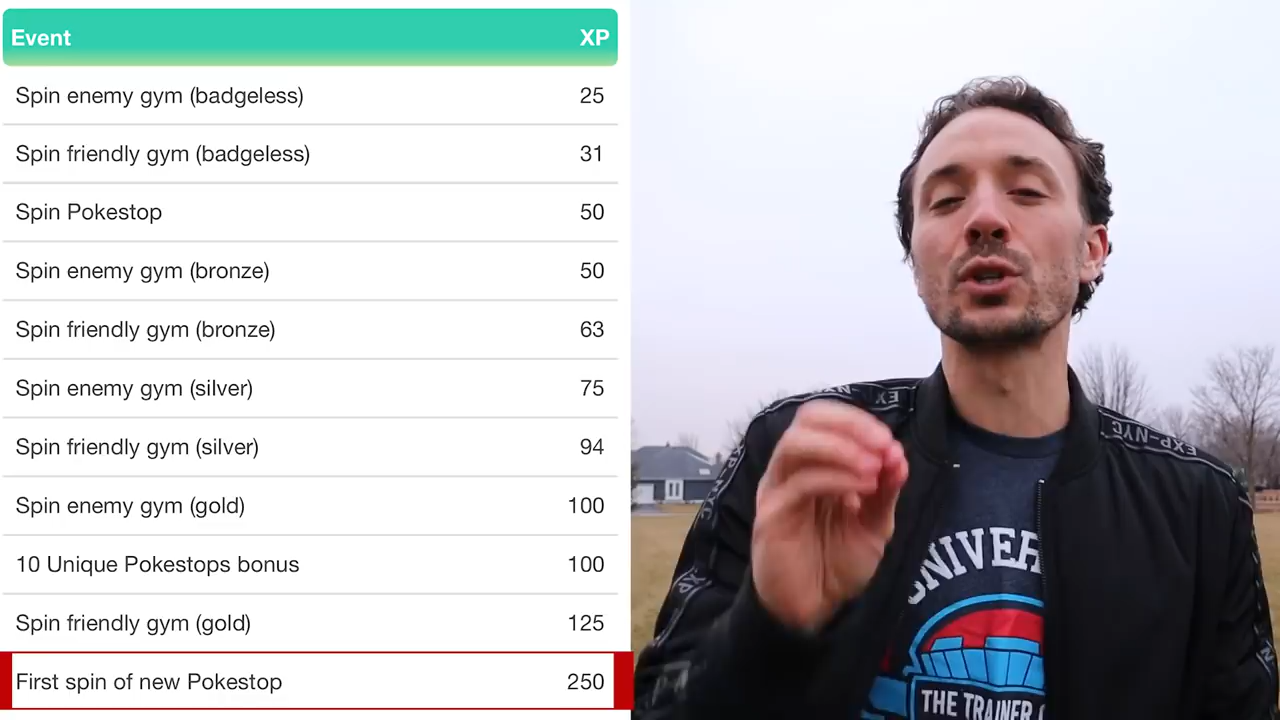 Event XP
Spin enemy gym (badgeless) 25
Spin friendly gym (badgeless) 31
Spin Pokestop 50
Spin enemy gym (bronze) 50
Spin friendly gym (bronze) 63
Spin enemy gym (silver) 75
Spin friendly gym (silver) 94
Spin enemy gym (gold) 100
10 Unique Pokestops bonus 100
Spin friendly gym (gold) 125
First spin of new Pokestop 250
EXP-NYC
UNIVER
THE TRAINER